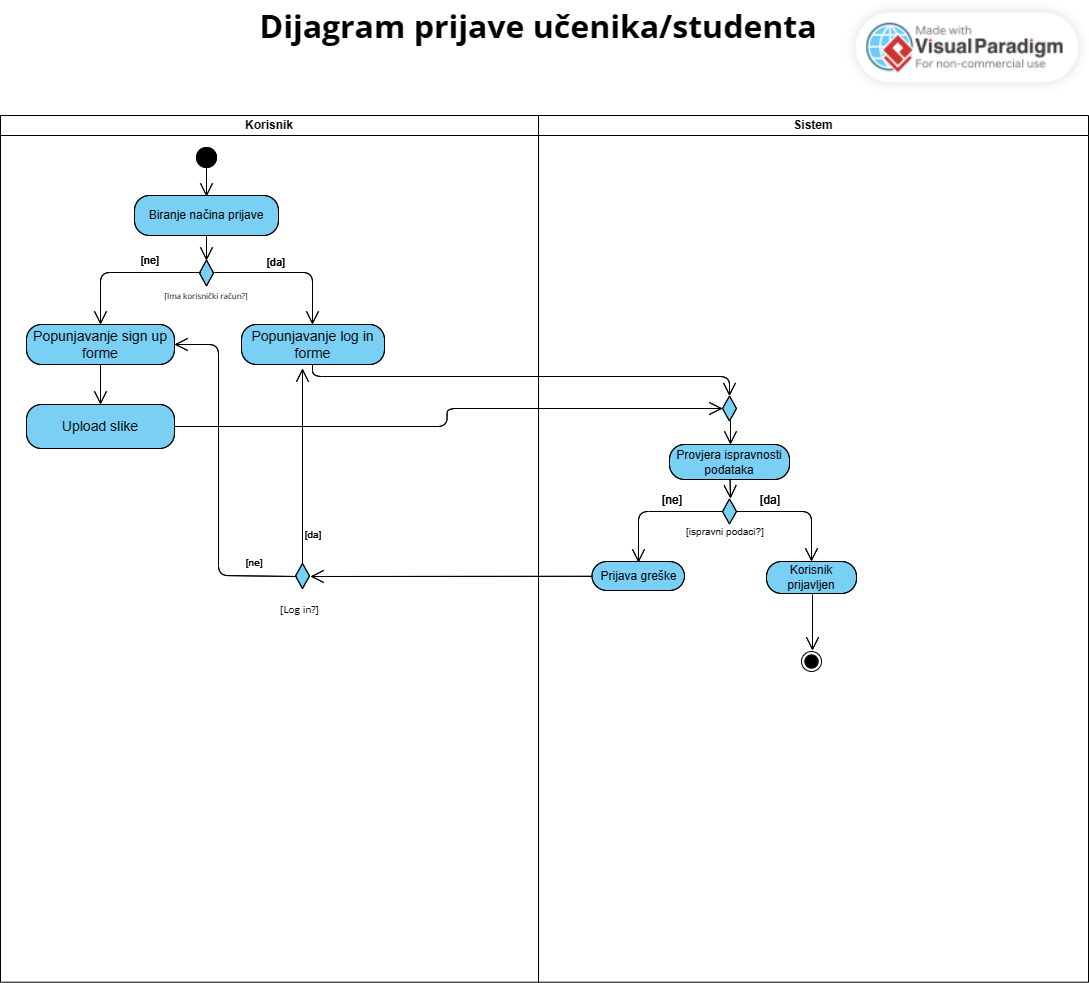 Dijagram prijave učenika/studenta
Made with
Visual Paradigm
For non-commercial use
Korisnik
Sistem
Biranje načina prijave
[ne]
[da]
[Ima korisnički račun?]
Popunjavanje sign up
forme
Popunjavanje log in
forme
Upload slike
Provjera ispravnosti
podataka
[ne]
[da]
[ispravni podaci?]
[da]
[ne]
Prijava greške
Korisnik
prijavljen
[Log in?]